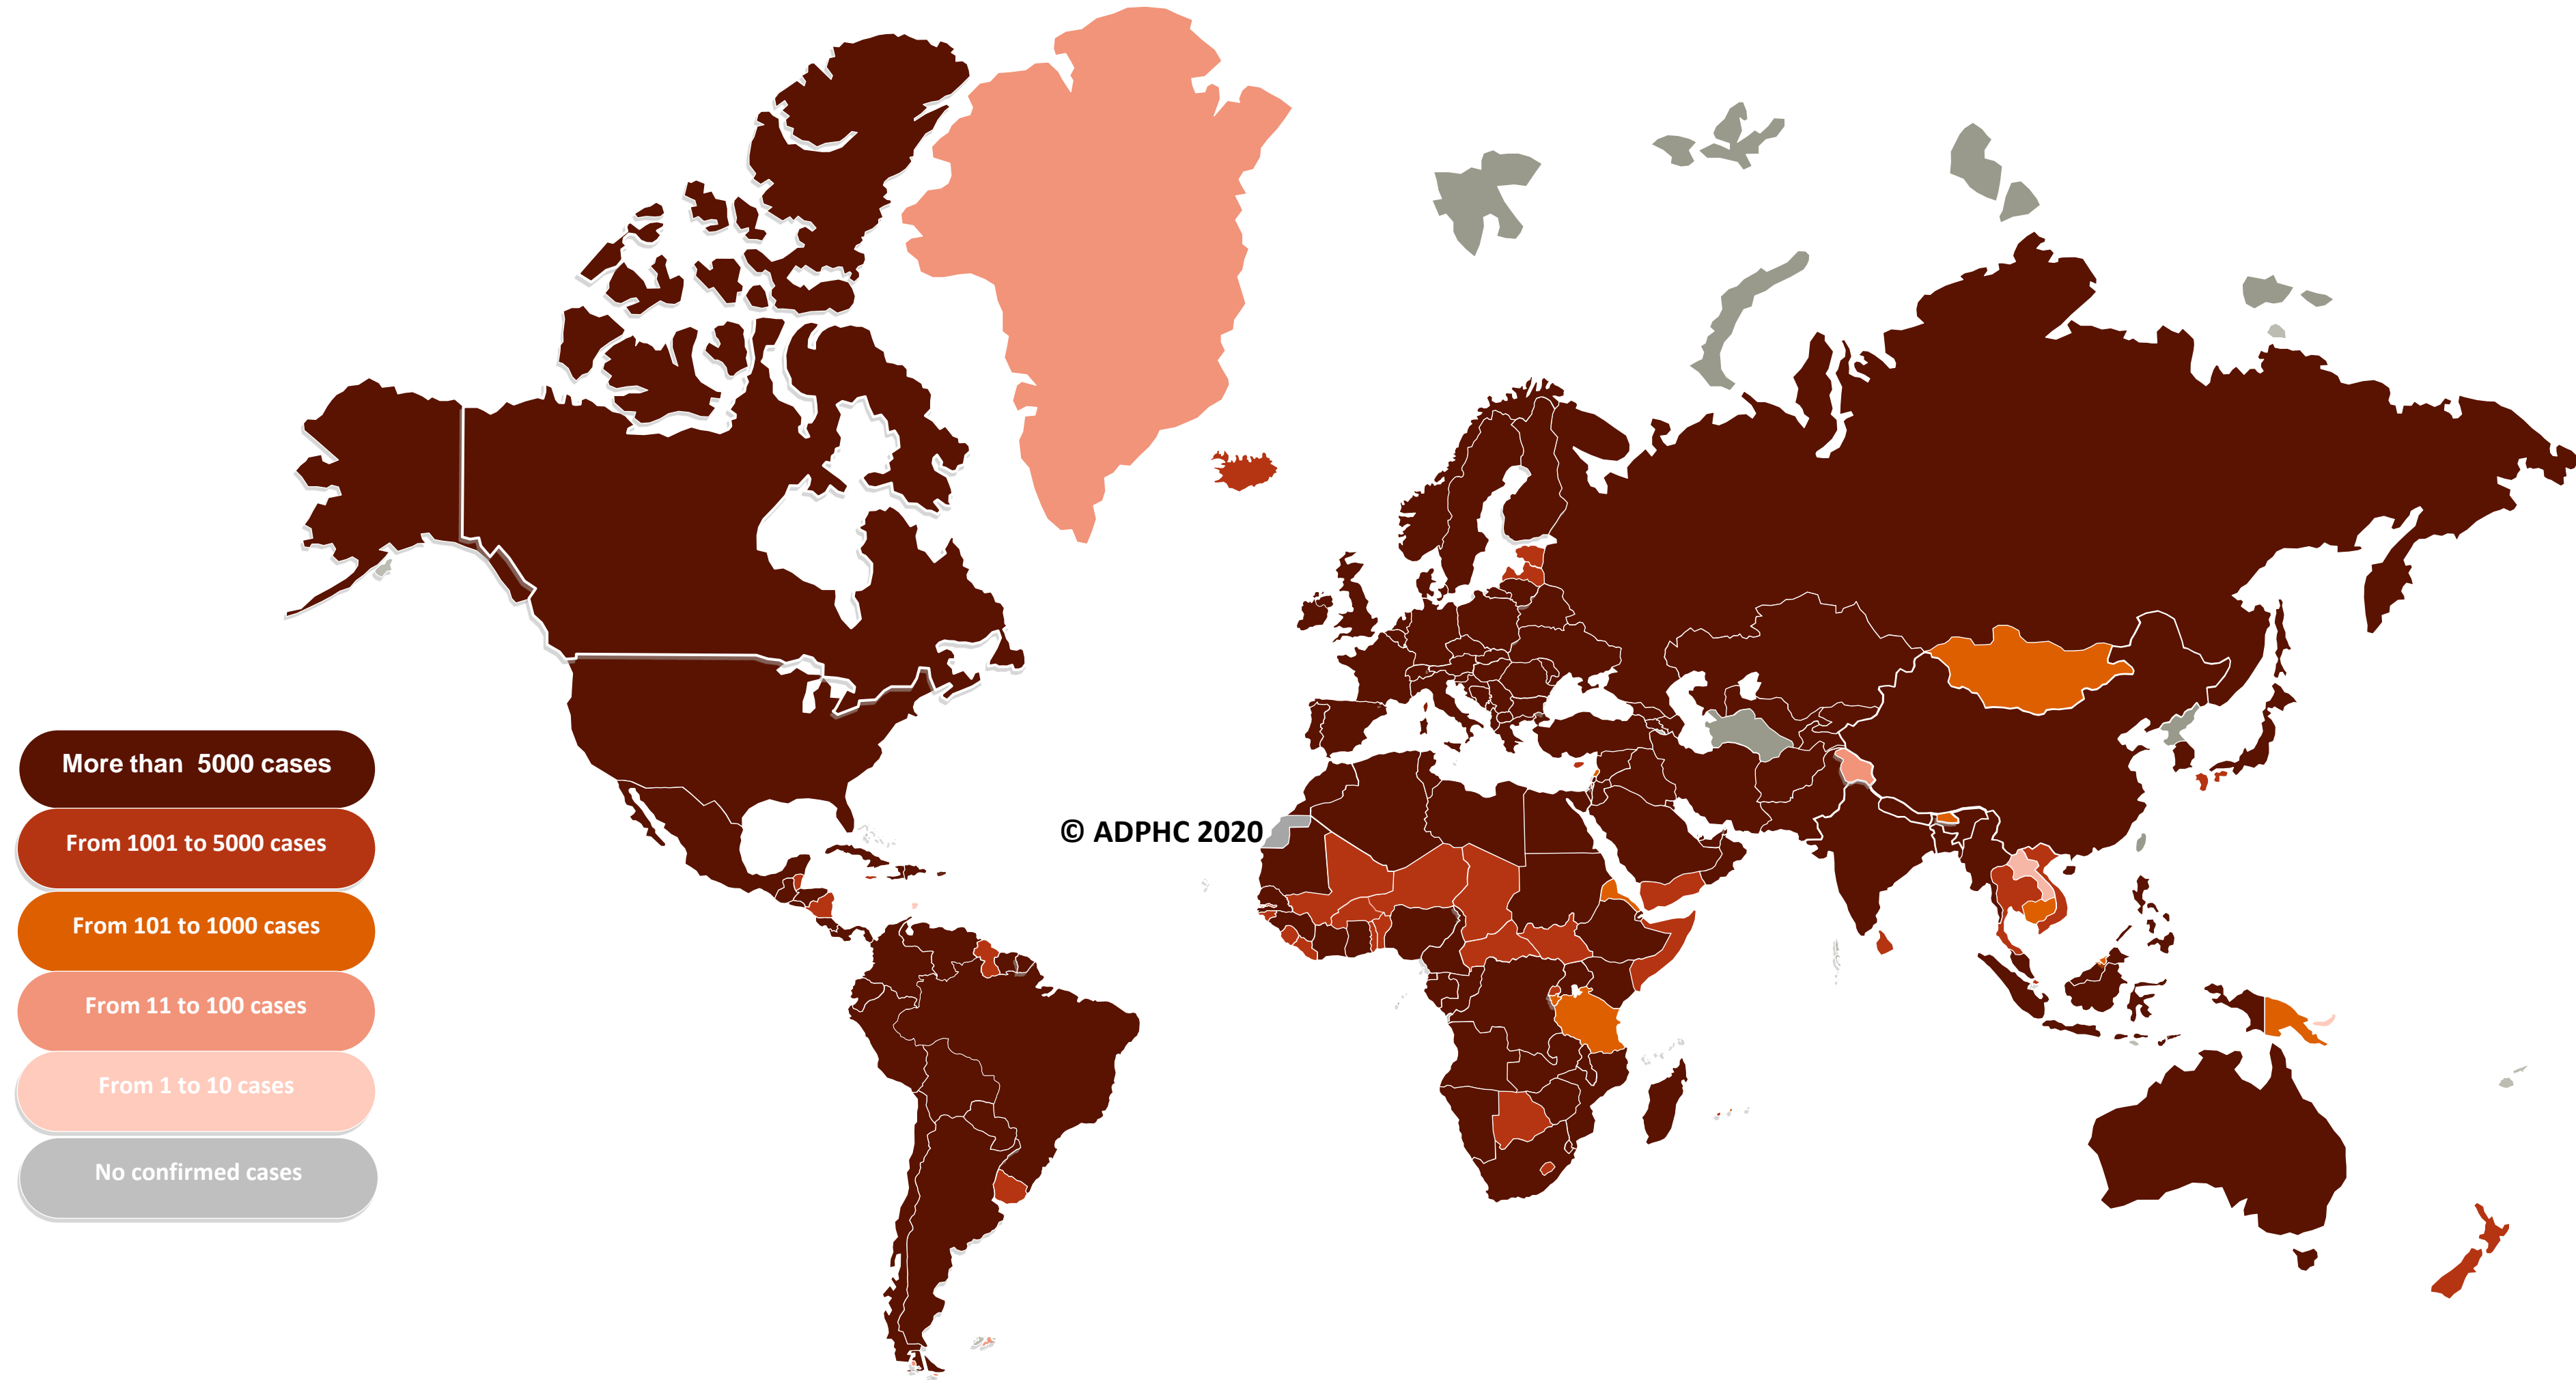 © ADPHC 2020
More than  5000 cases
From 1001 to 5000 cases
From 101 to 1000 cases
From 11 to 100 cases
From 1 to 10 cases
No confirmed cases